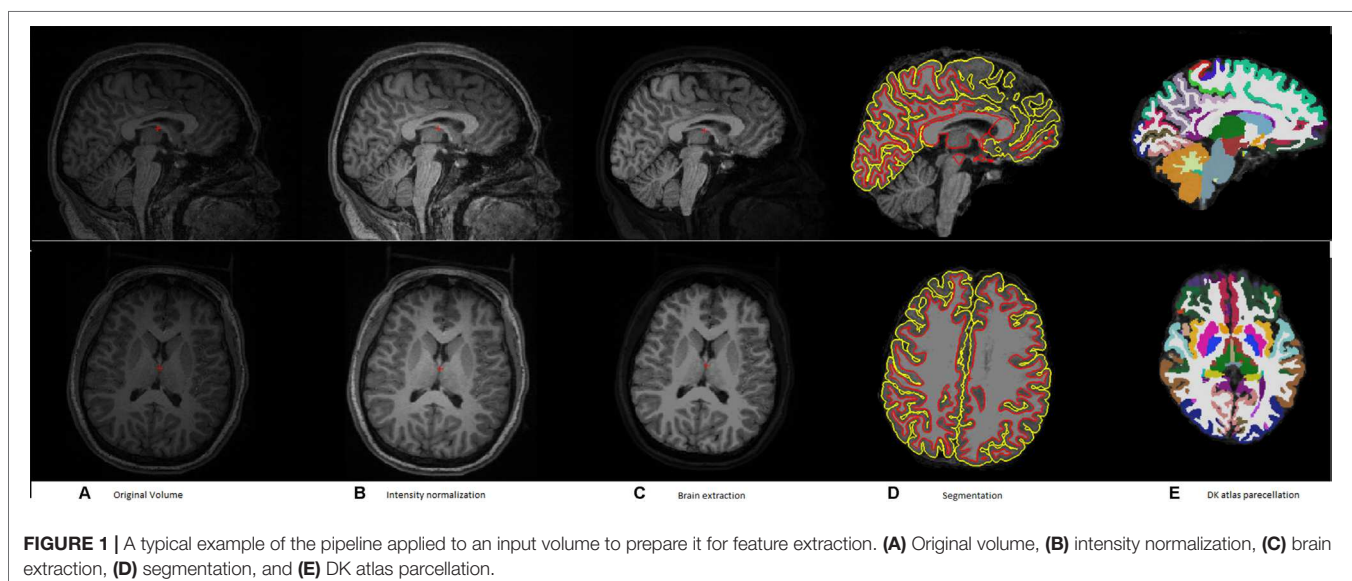 A Original Volume B Intensity normalization C Brain extraction D Segmentation E DK atlas parecellation
FIGURE 1 | A typical example of the pipeline applied to an input volume to prepare it for feature extraction. (A) Original volume, (B) intensity normalization, (C) brain
extraction, (D) segmentation, and (E) DK atlas parcellation.